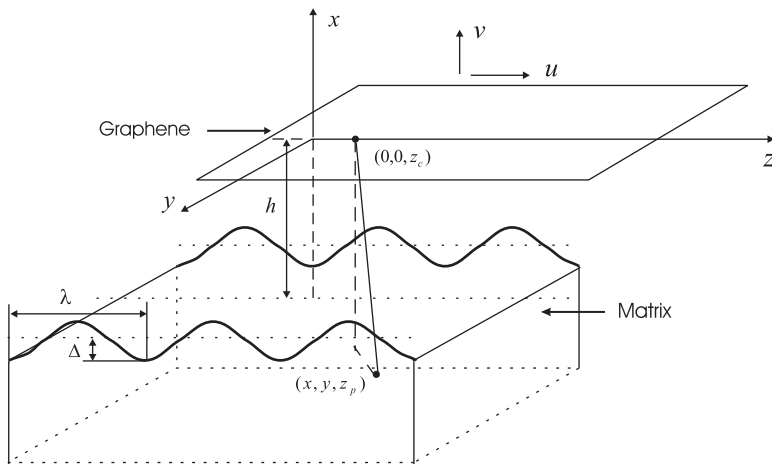 x
v
u
Graphene
(0,0,z_c)
z
y
h
λ
Matrix
Δ
(x, y, z_p)